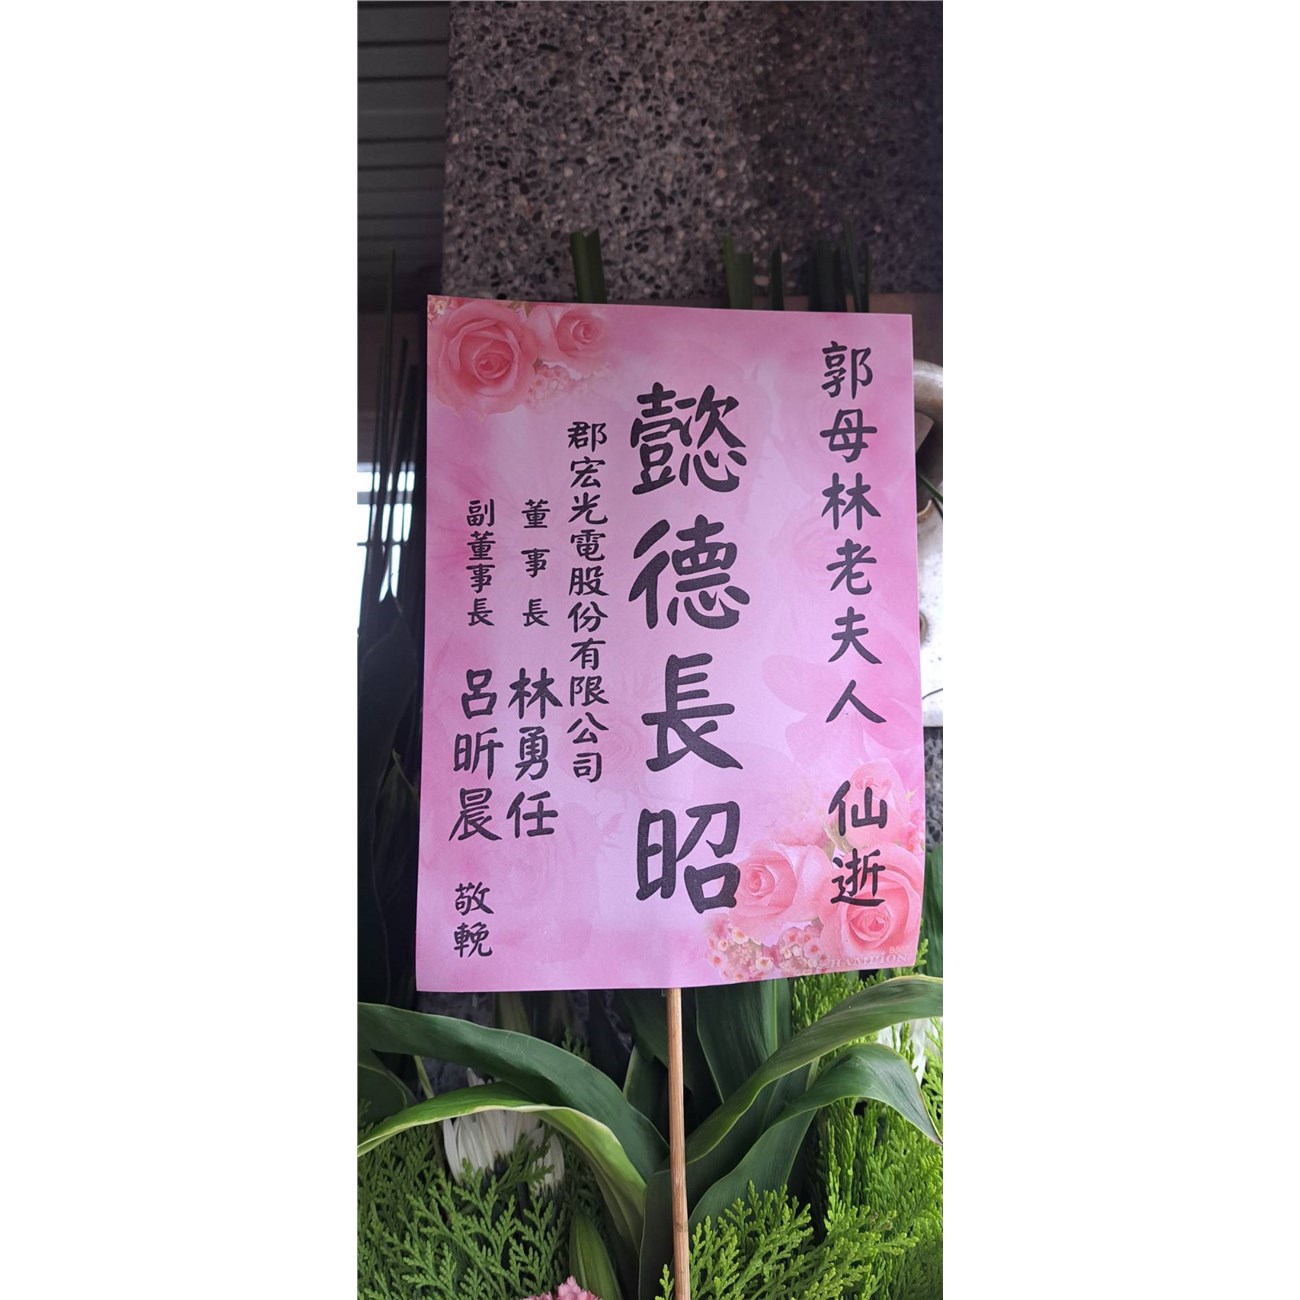 郭母林老夫人 仙逝
懿德長昭
郡宏光電股份有限公司
董事長 林勇任
副董事長 呂昕晨
敬輓